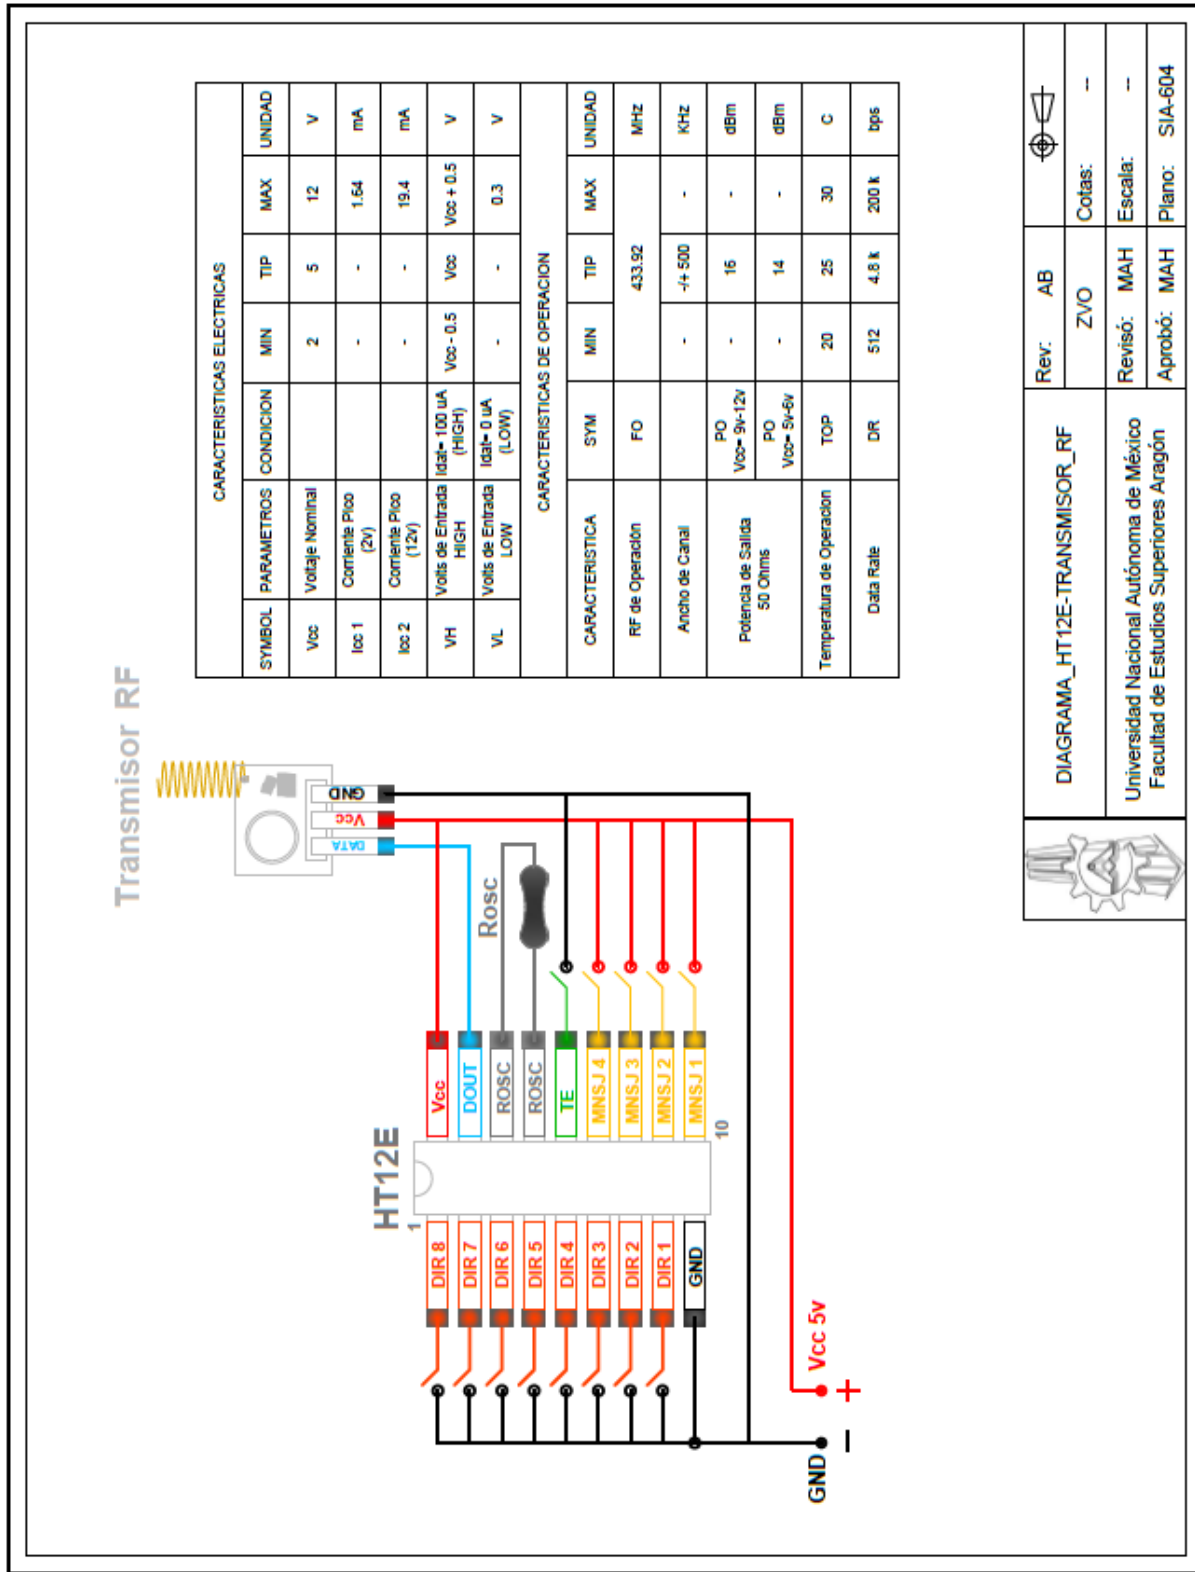 Transmisor RF
DATA
Vcc
GND
HT12E
Rosc
1
DIR 8
DIR 7
DIR 6
DIR 5
DIR 4
DIR 3
DIR 2
DIR 1
GND
Vcc
DOUT
ROSC
ROSC
TE
MNSJ 4
MNSJ 3
MNSJ 2
MNSJ 1
10
GND
−
Vcc 5v
+
CARACTERISTICAS ELECTRICAS
SYMBOL PARAMETROS CONDICION MIN TIP MAX UNIDAD
Vcc Voltaje Nominal 2 5 12 V
Icc 1 Corriente Pico (2v) - - 1.64 mA
Icc 2 Corriente Pico (12v) - - 19.4 mA
VH Volts de Entrada HIGH Idat= 100 uA (HIGH) Vcc - 0.5 Vcc Vcc + 0.5 V
VL Volts de Entrada LOW Idat= 0 uA (LOW) - - 0.3 V
CARACTERISTICAS DE OPERACION
CARACTERISTICA SYM MIN TIP MAX UNIDAD
RF de Operación FO 433.92 MHz
Ancho de Canal - -/+ 500 - KHz
Potencia de Salida 50 Ohms PO Vcc= 9v-12v - 16 - dBm
PO Vcc= 5v-6v - 14 - dBm
Temperatura de Operacion TOP 20 25 30 C
Data Rate DR 512 4.8 k 200 k bps
DIAGRAMA_HT12E-TRANSMISOR_RF
Universidad Nacional Autónoma de México
Facultad de Estudios Superiores Aragón
Rev: AB
ZVO Cotas: --
Revisó: MAH Escala: --
Aprobó: MAH Plano: SIA-604